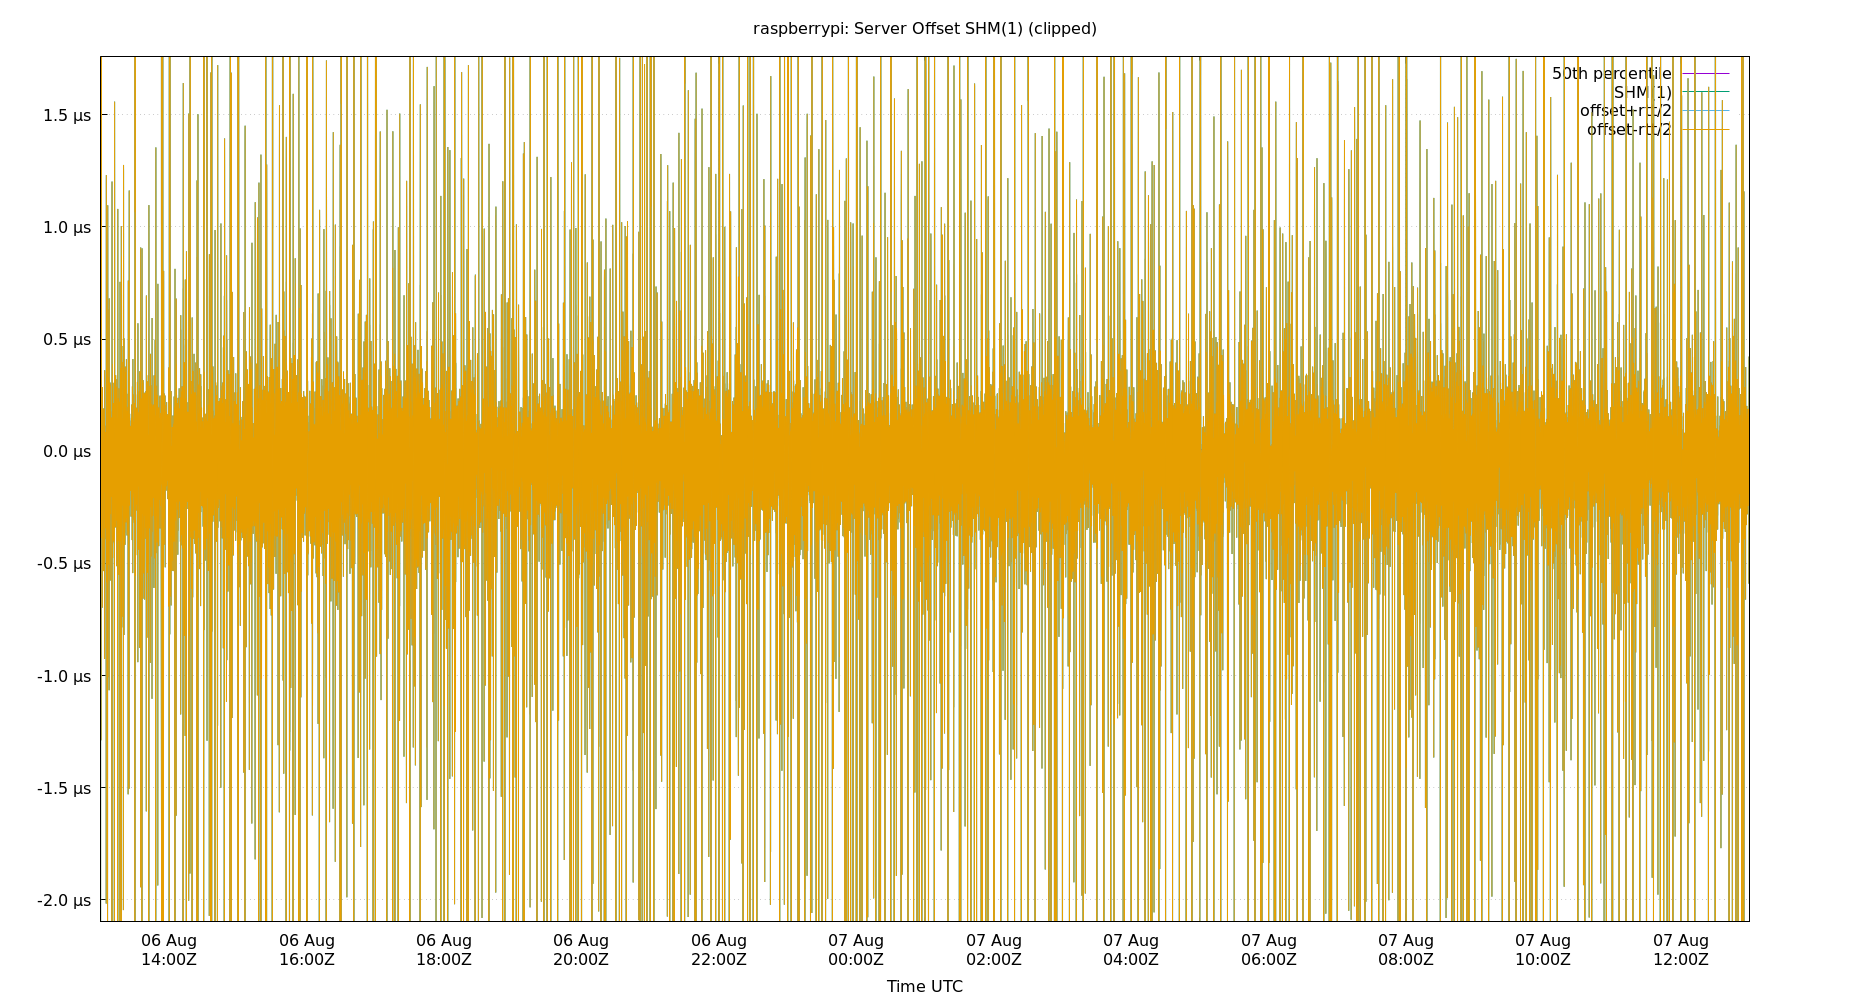 raspberrypi: Server Offset SHM(1) (clipped)
50th percentile
SHM(1)
offset+rtt/2
offset-rtt/2
1.5 µs
1.0 µs
0.5 µs
0.0 µs
-0.5 µs
-1.0 µs
-1.5 µs
-2.0 µs
06 Aug 06 Aug 06 Aug 06 Aug 06 Aug 07 Aug 07 Aug 07 Aug 07 Aug 07 Aug 07 Aug 07 Aug
14:00Z 16:00Z 18:00Z 20:00Z 22:00Z 00:00Z 02:00Z 04:00Z 06:00Z 08:00Z 10:00Z 12:00Z
Time UTC